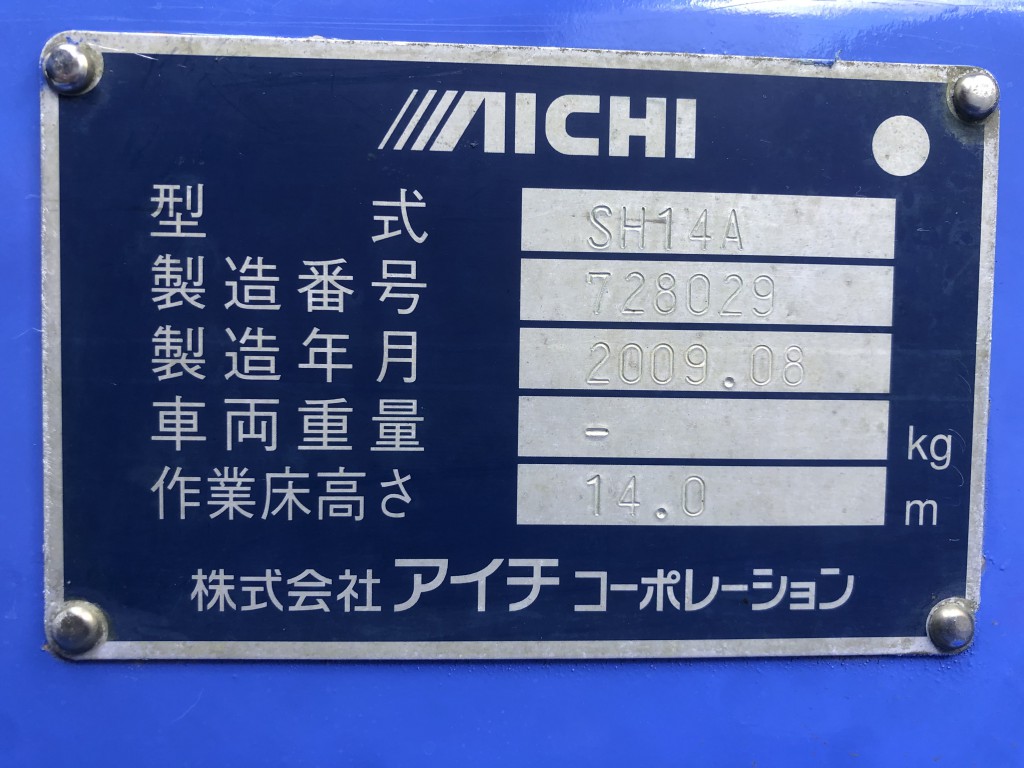 AICHI
型式 SH14A
製造番号 728029
製造年月 2009.08
車両重量 - kg
作業床高さ 14.0 m
株式会社アイチコーポレーション